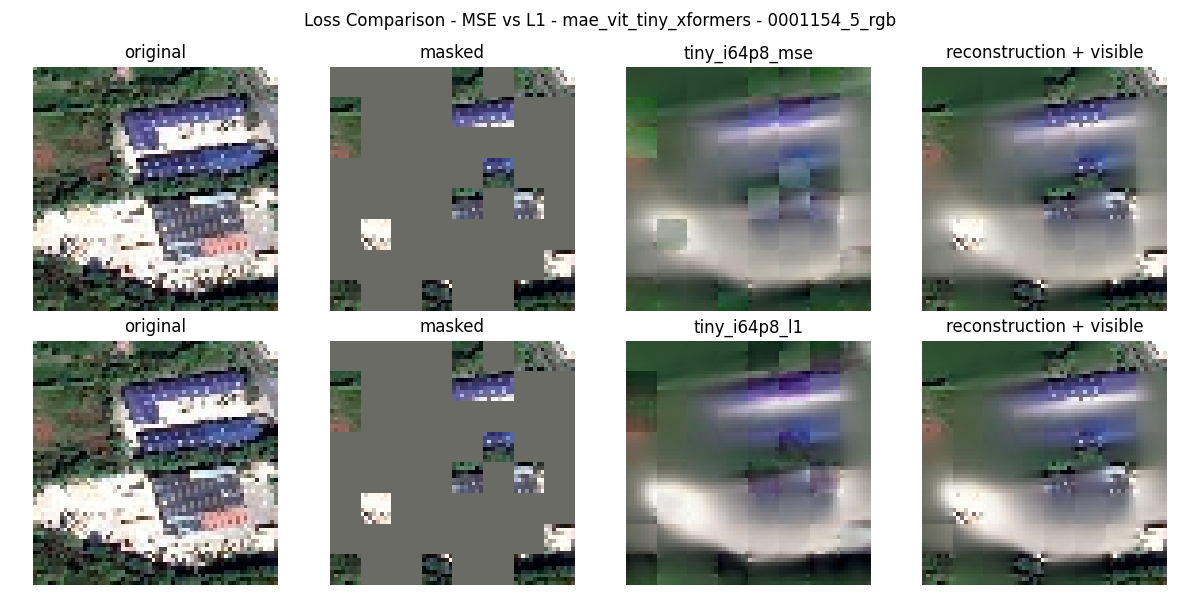 Loss Comparison - MSE vs L1 - mae_vit_tiny_xformers - 0001154_5_rgb
original
masked
tiny_i64p8_mse
reconstruction + visible
original
masked
tiny_i64p8_l1
reconstruction + visible